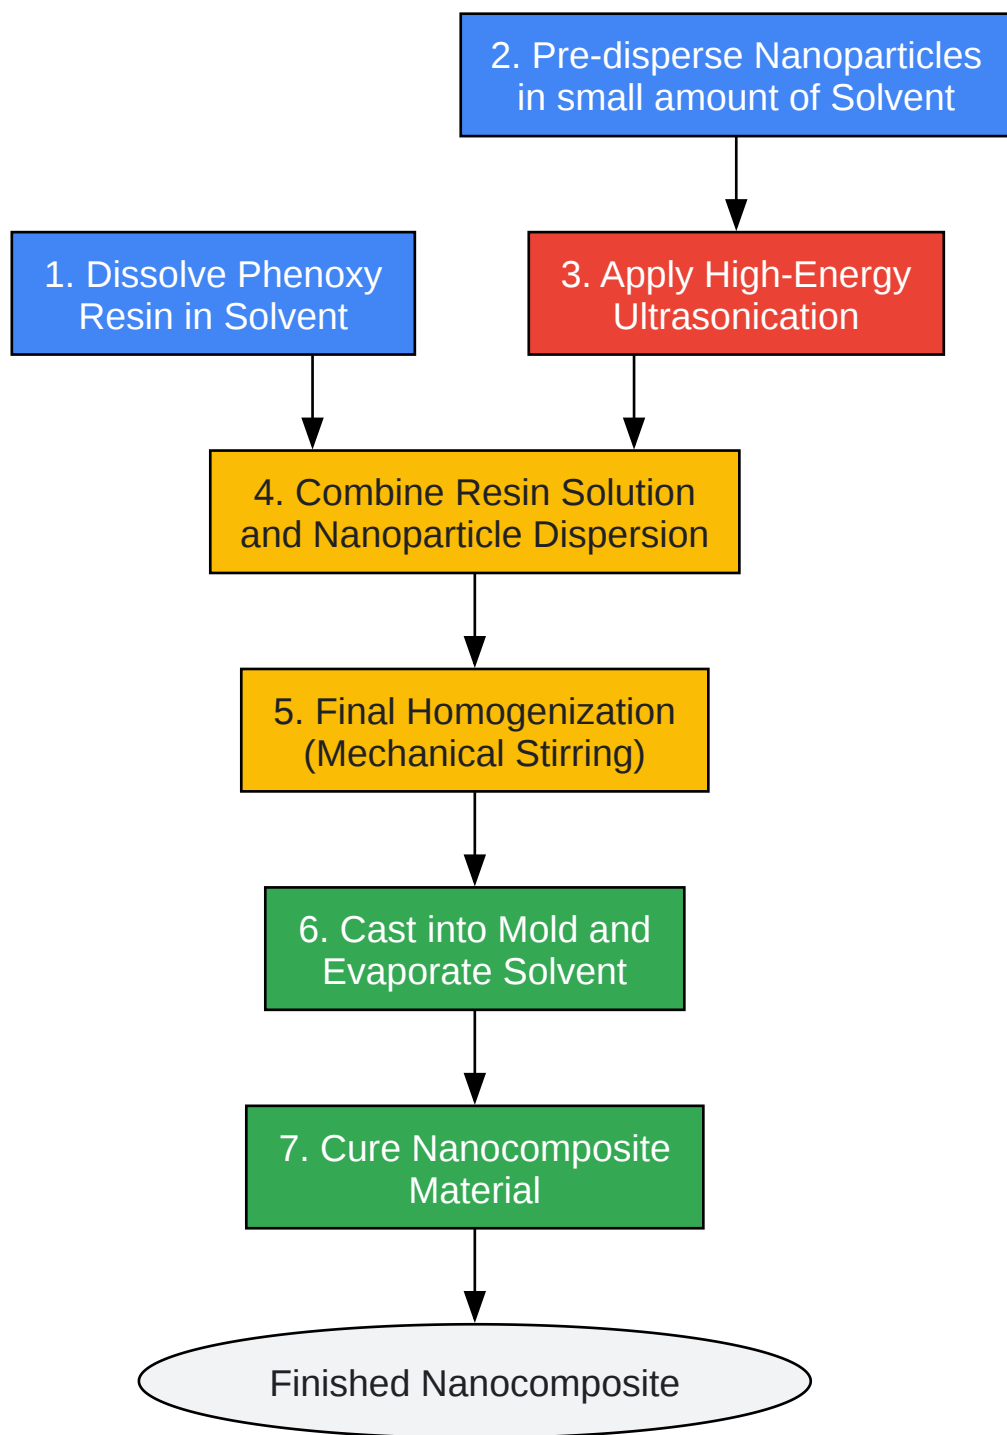 2. Pre-disperse Nanoparticles
in small amount of Solvent
1. Dissolve Phenoxy
Resin in Solvent
3. Apply High-Energy
Ultrasonication
4. Combine Resin Solution
and Nanoparticle Dispersion
5. Final Homogenization
(Mechanical Stirring)
6. Cast into Mold and
Evaporate Solvent
7. Cure Nanocomposite
Material
Finished Nanocomposite